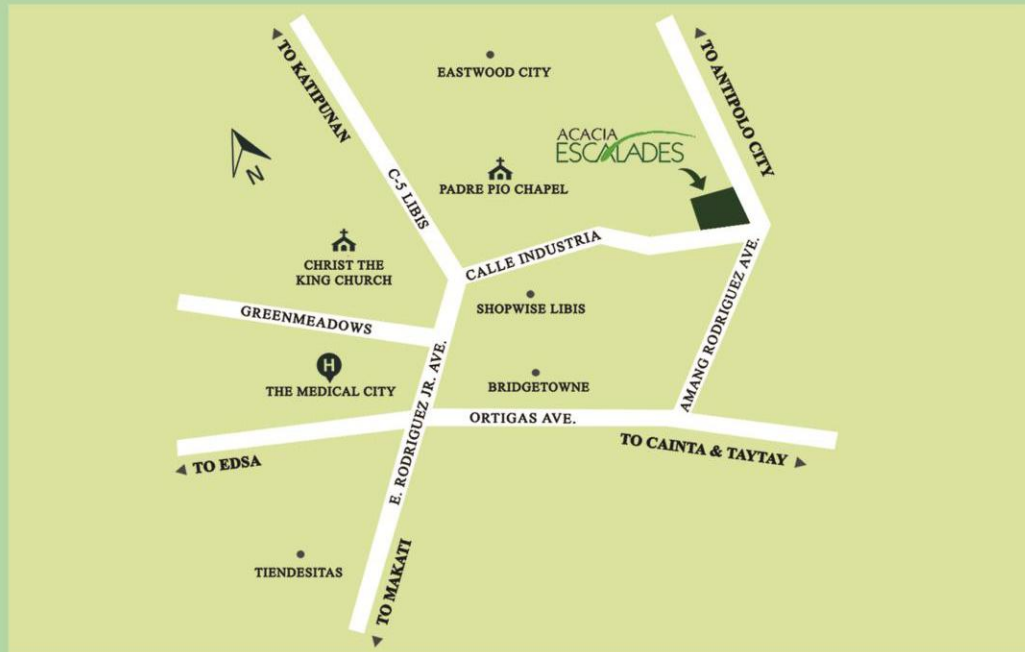 TO KATIPUNAN
EASTWOOD CITY
TO ANTIPOLO CITY
ACACIA
ESCALADES
N
PADRE PIO CHAPEL
C-5 LIBIS
CALLE INDUSTRIA
CHRIST THE
KING CHURCH
SHOPWISE LIBIS
GREENMEADOWS
AMANG RODRIGUEZ AVE.
H
THE MEDICAL CITY
E. RODRIGUEZ JR. AVE.
BRIDGETOWNE
ORTIGAS AVE.
TO CAINTA & TAYTAY
TO EDSA
TIENDESITAS
TO MAKATI